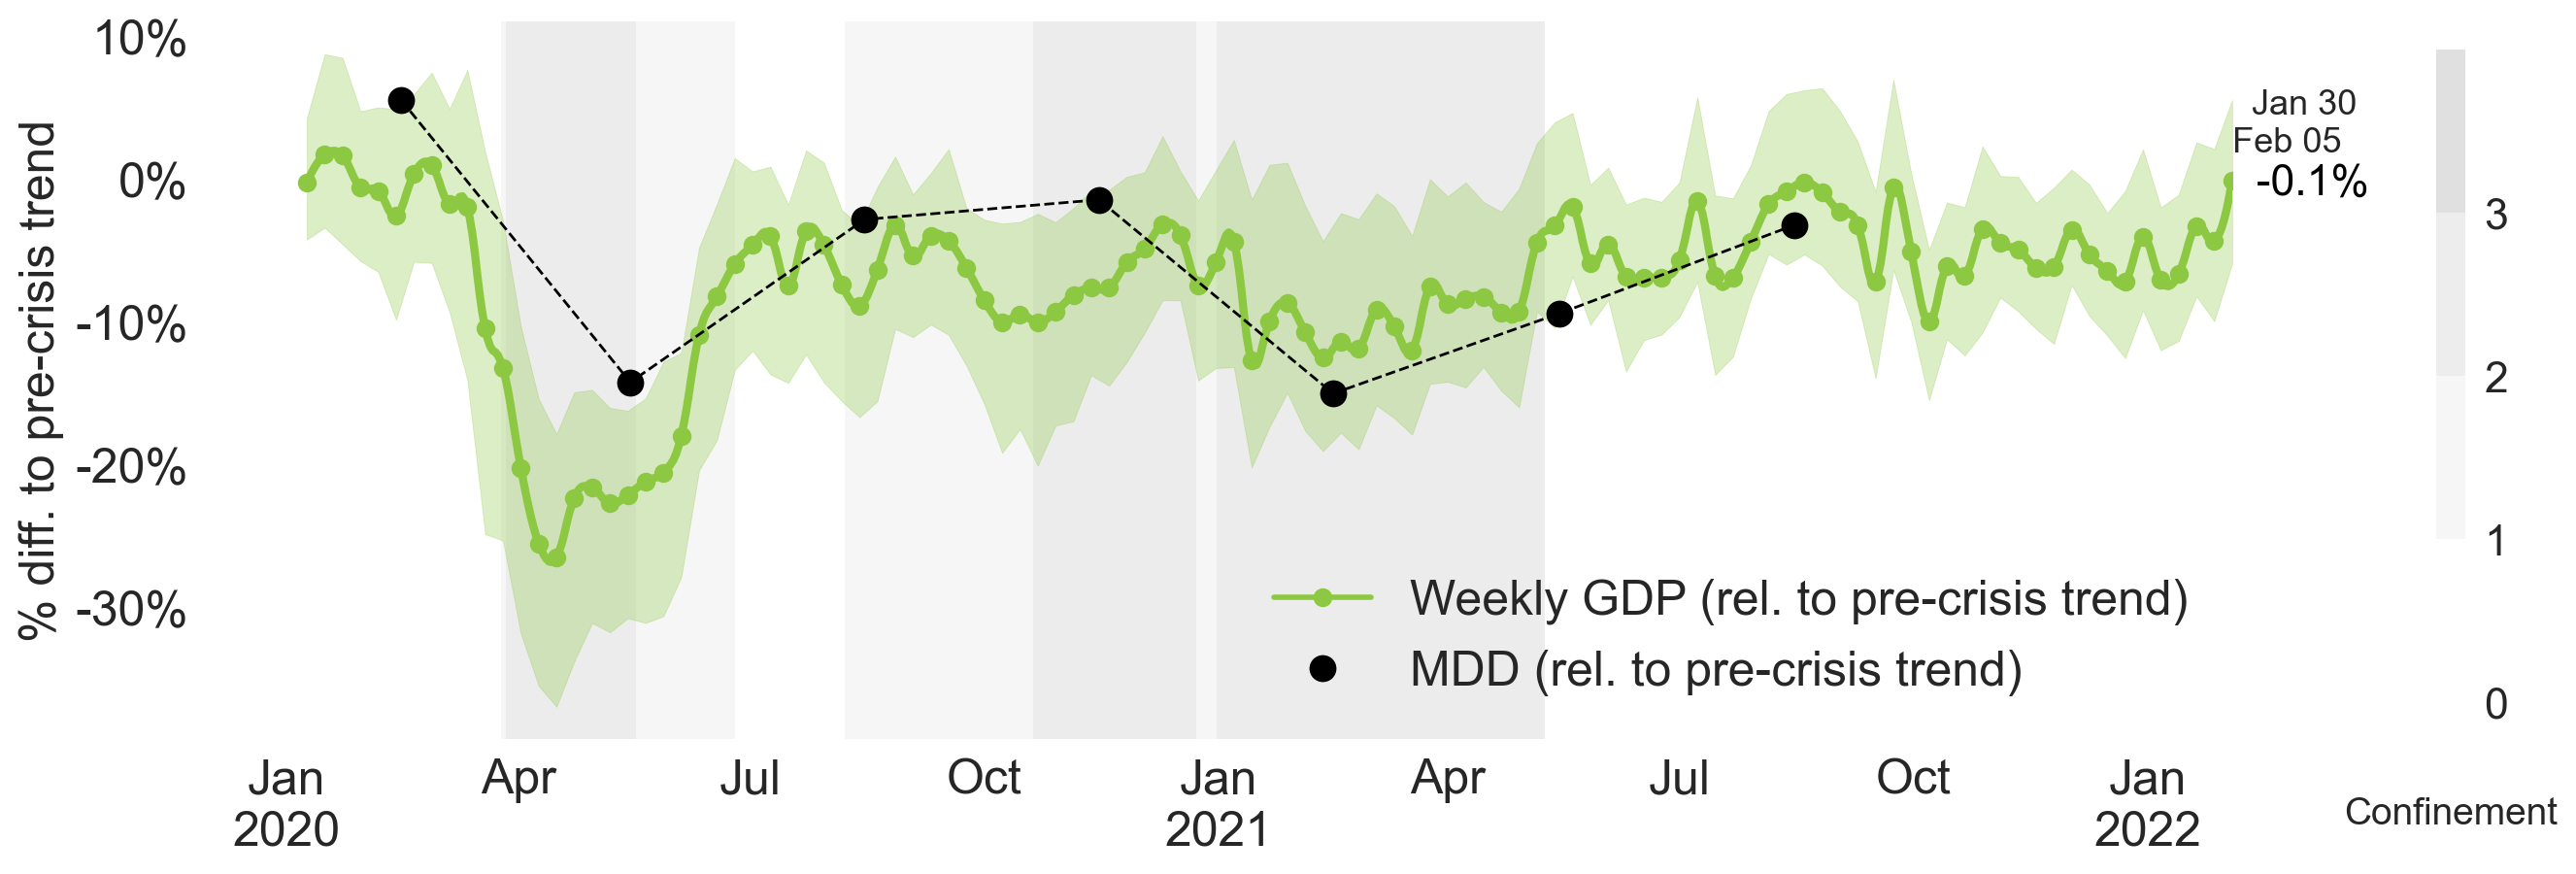 % diff. to pre-crisis trend
10%
0%
-10%
-20%
-30%
Jan 30
Feb 05
-0.1%
Weekly GDP (rel. to pre-crisis trend)
MDD (rel. to pre-crisis trend)
Jan
2020
Apr
Jul
Oct
Jan
2021
Apr
Jul
Oct
Jan
2022
3
2
1
0
Confinement